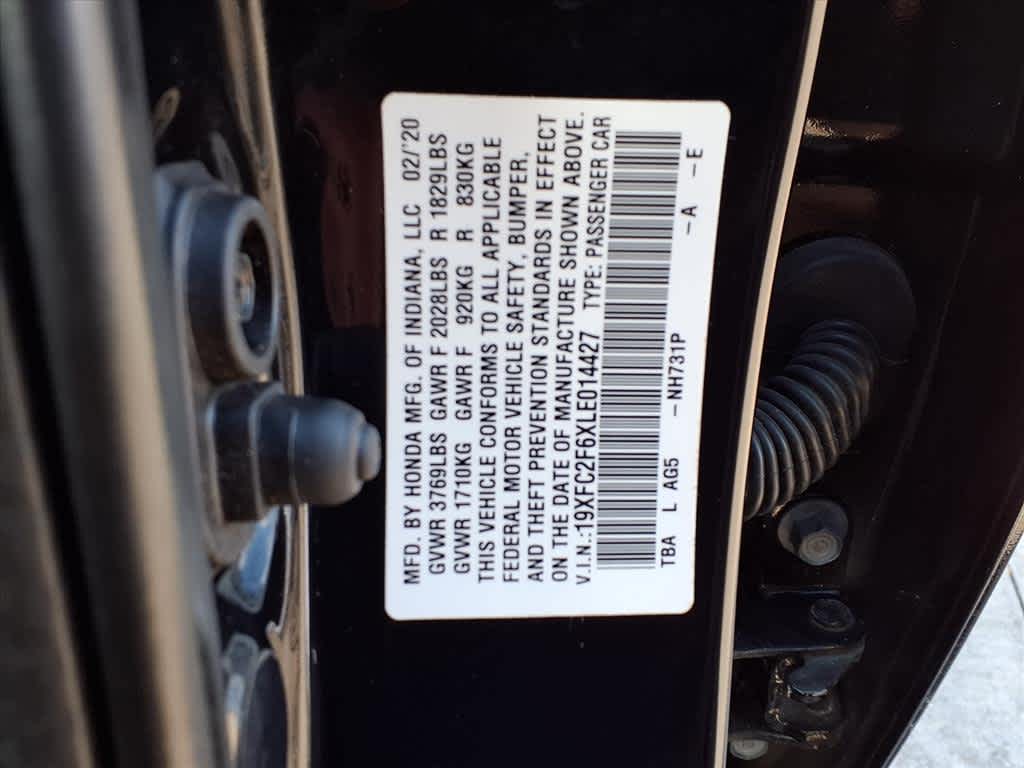 MFD. BY HONDA MFG. OF INDIANA, LLC 02/'20
GVWR 3769LBS GAWR F 2028LBS R 1829LBS
GVWR 1710KG GAWR F 920KG R 830KG
THIS VEHICLE CONFORMS TO ALL APPLICABLE
FEDERAL MOTOR VEHICLE SAFETY, BUMPER,
AND THEFT PREVENTION STANDARDS IN EFFECT
ON THE DATE OF MANUFACTURE SHOWN ABOVE.
V.I.N.:19XFC2F6XLE014427 TYPE: PASSENGER CAR
TBA L AG5 -NH731P -A -E